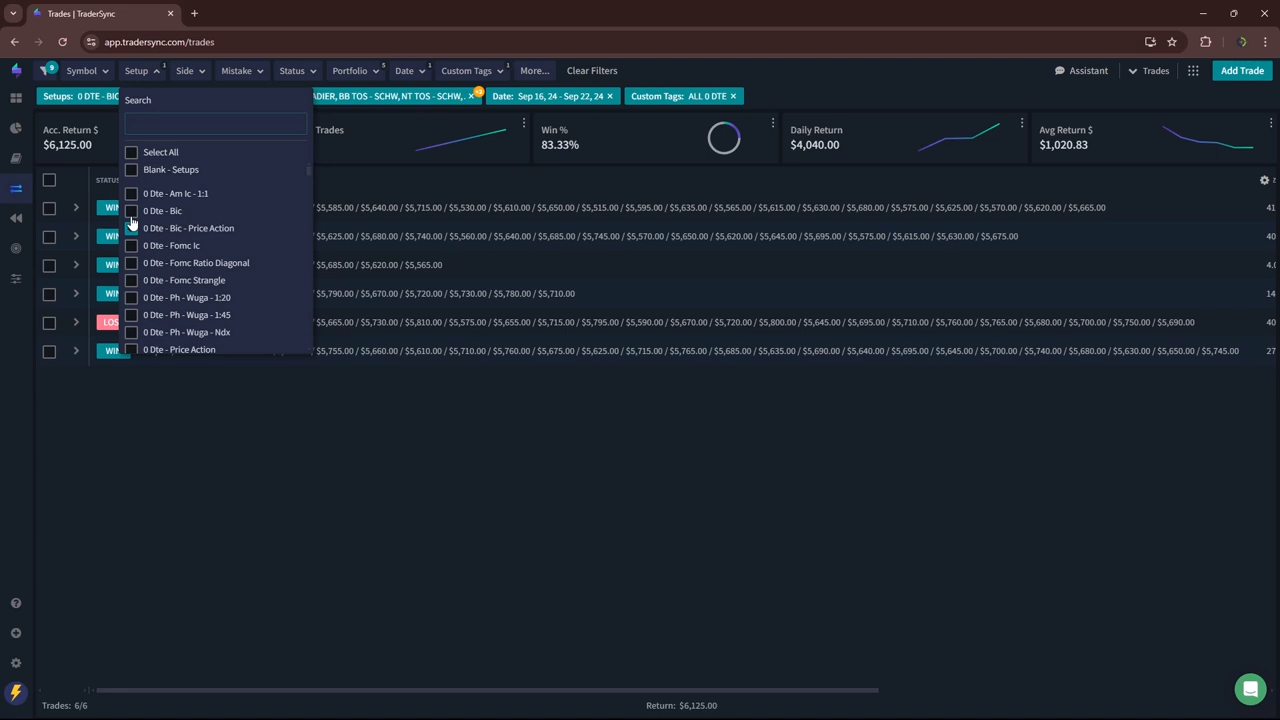 Trades | TraderSync
app.tradersync.com/trades
9
Symbol
Setup 1
Side
Mistake
Status
Portfolio 5
Date 1
Custom Tags 1
More...
Clear Filters
Assistant
Trades
Add Trade
Setups: 0 DTE - BIC
ADIER, BB TOS - SCHW, NT TOS - SCHW, .
Date: Sep 16, 24 - Sep 22, 24
Custom Tags: ALL 0 DTE
Search
Acc. Return $
$6,125.00
Trades
Win %
83.33%
Daily Return
$4,040.00
Avg Return $
$1,020.83
Select All
Blank - Setups
0 Dte - Am Ic - 1:1
0 Dte - Bic
0 Dte - Bic - Price Action
0 Dte - Fomc Ic
0 Dte - Fomc Ratio Diagonal
0 Dte - Fomc Strangle
0 Dte - Ph - Wuga - 1:20
0 Dte - Ph - Wuga - 1:45
0 Dte - Ph - Wuga - Ndx
0 Dte - Price Action
STATUS
WIN / $5,585.00 / $5,640.00 / $5,715.00 / $5,530.00 / $5,610.00 / $5,650.00 / $5,515.00 / $5,595.00 / $5,635.00 / $5,565.00 / $5,615.00 / $5,630.00 / $5,680.00 / $5,575.00 / $5,625.00 / $5,570.00 / $5,620.00 / $5,665.00 41
WIN / $5,625.00 / $5,680.00 / $5,740.00 / $5,560.00 / $5,640.00 / $5,685.00 / $5,735.00 / $5,670.00 / $5,650.00 / $5,620.00 / $5,645.00 / $5,695.00 / $5,575.00 / $5,615.00 / $5,630.00 / $5,675.00 40
WIN / $5,685.00 / $5,620.00 / $5,565.00 4.0
WIN / $5,790.00 / $5,670.00 / $5,720.00 / $5,730.00 / $5,780.00 / $5,710.00 14
LOS / $5,665.00 / $5,730.00 / $5,810.00 / $5,575.00 / $5,655.00 / $5,715.00 / $5,795.00 / $5,590.00 / $5,670.00 / $5,720.00 / $5,800.00 / $5,645.00 / $5,695.00 / $5,710.00 / $5,760.00 / $5,765.00 / $5,680.00 / $5,700.00 / $5,750.00 / $5,690.00 40
WIN / $5,755.00 / $5,660.00 / $5,610.00 / $5,710.00 / $5,760.00 / $5,675.00 / $5,625.00 / $5,715.00 / $5,765.00 / $5,685.00 / $5,635.00 / $5,690.00 / $5,640.00 / $5,695.00 / $5,645.00 / $5,700.00 / $5,740.00 / $5,680.00 / $5,630.00 / $5,650.00 / $5,745.00 27
Trades: 6/6
Return: $6,125.00